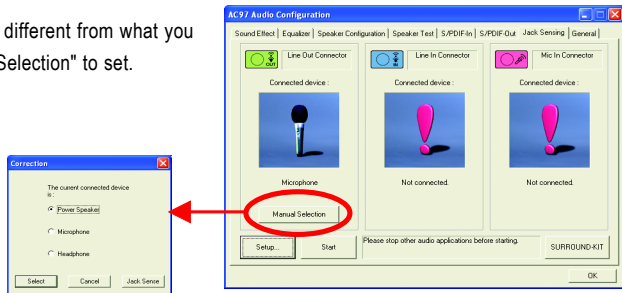 different from what you
Selection" to set.
AC97 Audio Configuration
Sound Effect | Equalizer | Speaker Configuration | Speaker Test | S/PDIF-In | S/PDIF-Out Jack Sensing | General
OUT Line Out Connector
IN Line In Connector
Mic In Connector
Connected device : Connected device : Connected device :
Microphone Not connected. Not connected.
Manual Selection
Setup... Start Please stop other audio applications before starting. SURROUND-KIT
OK
Correction
The current connected device
is :
Power Speaker
Microphone
Headphone
Select Cancel Jack Sense